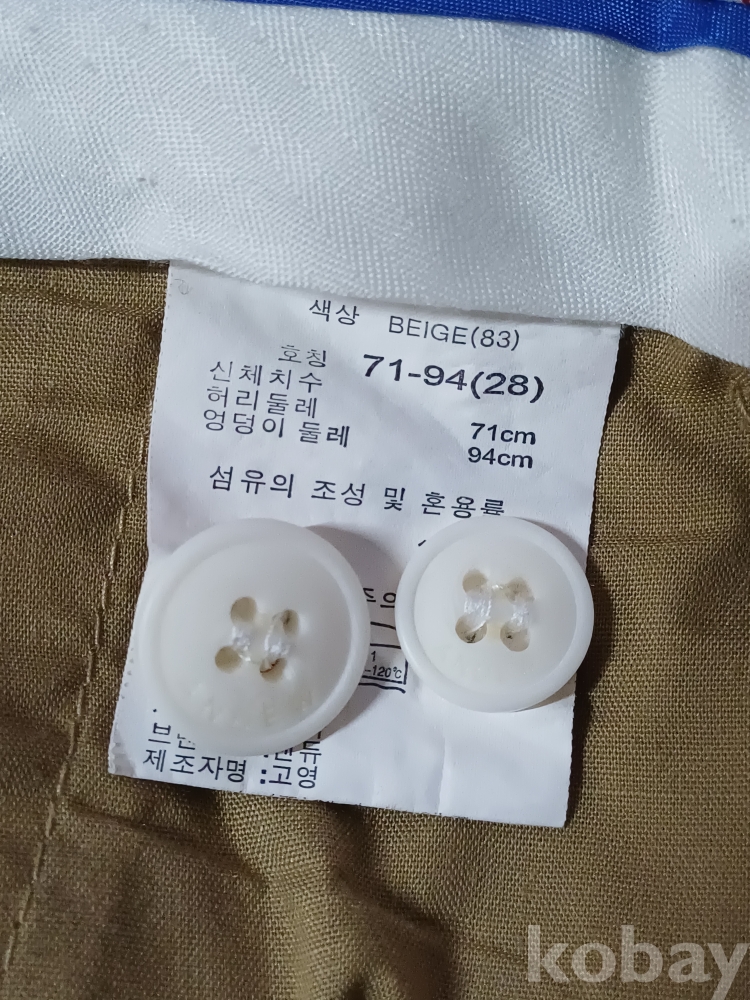 색상 BEIGE(83)
호칭 71-94(28)
신체치수
허리둘레 71cm
엉덩이 둘레 94cm
섬유의 조성 및 혼용률
120℃
제조자명 :고영
kobay